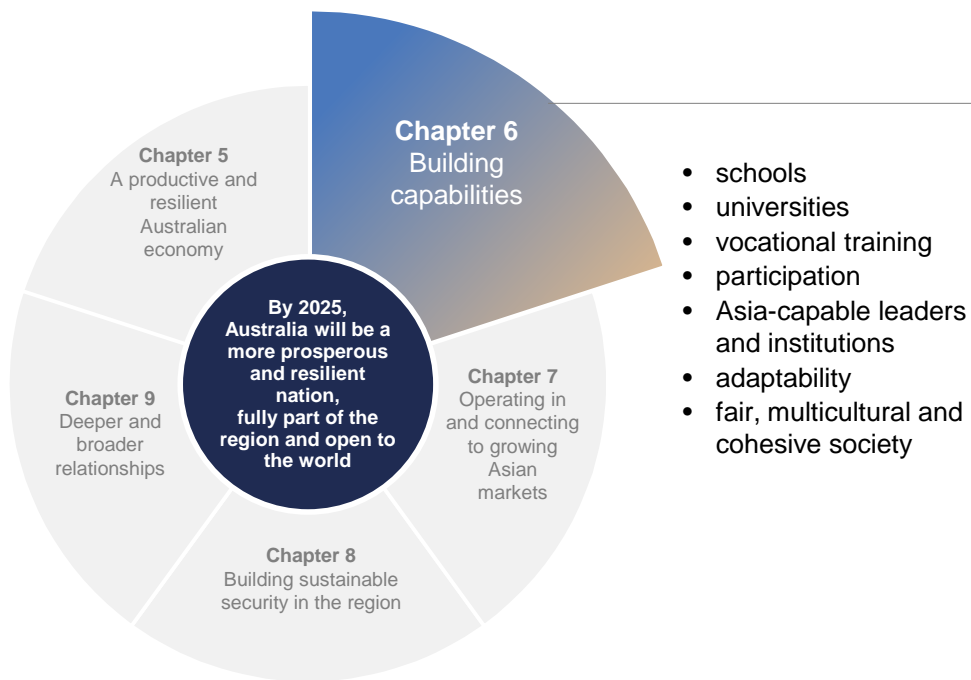 Chapter 5
A productive and
resilient
Australian
economy
Chapter 6
Building
capabilities
• schools
• universities
• vocational training
• participation
• Asia-capable leaders
and institutions
• adaptability
• fair, multicultural and
cohesive society
By 2025,
Australia will be a
more prosperous
and resilient
nation,
fully part of the
region and open to
the world
Chapter 7
Operating in
and connecting
to growing
Asian
markets
Chapter 8
Building sustainable
security in the region
Chapter 9
Deeper and
broader
relationships